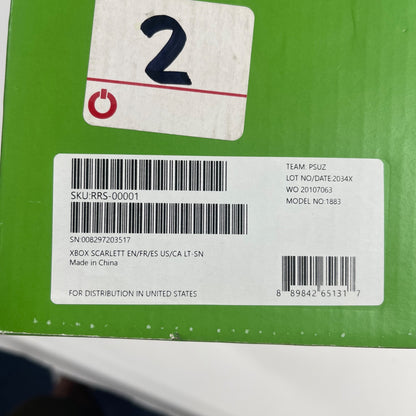 2
SKU:RRS-00001
SN:008297203517
XBOX SCARLETT EN/FR/ES US/CA LT-SN
Made in China
FOR DISTRIBUTION IN UNITED STATES
TEAM: PSUZ
LOT NO/DATE:2034X
WO 20107063
MODEL NO:1883
8 89842 65131 7